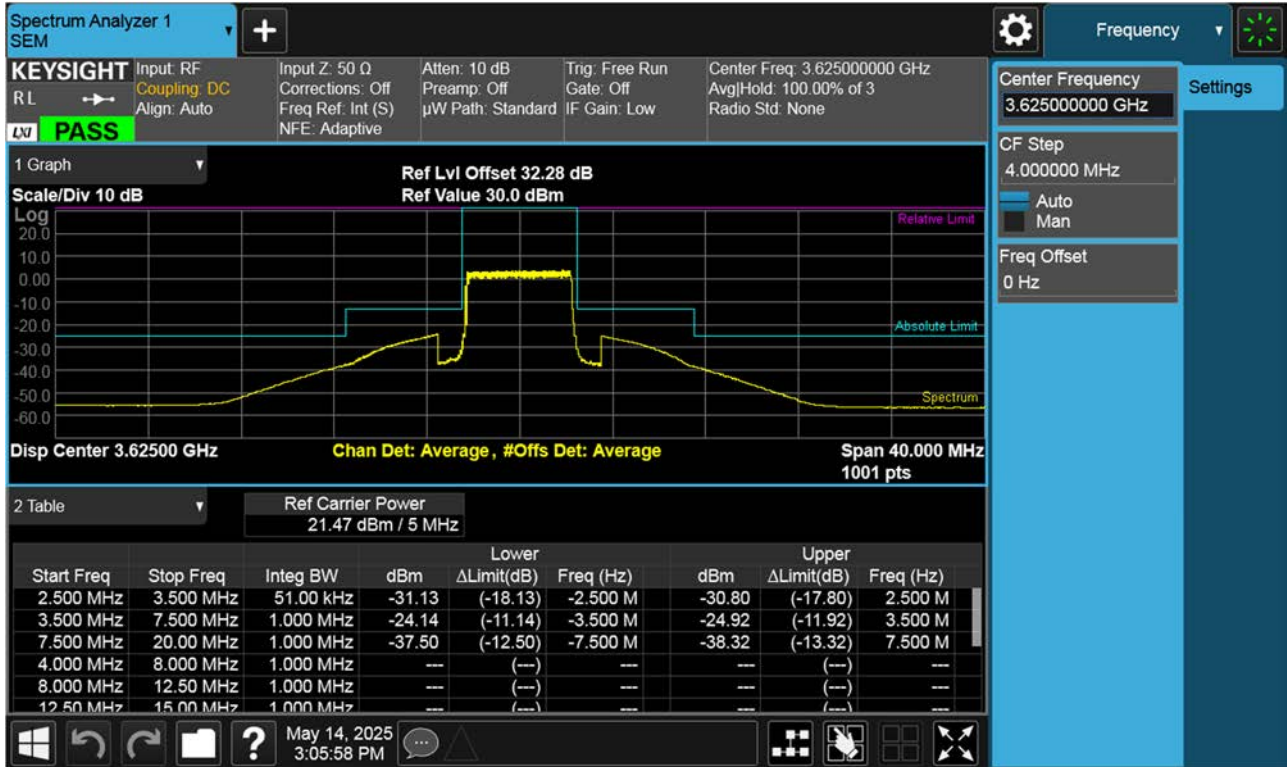 Spectrum Analyzer 1
SEM
+
Frequency
KEYSIGHT
RL
LXI
PASS
Input: RF
Coupling: DC
Align: Auto
Input Z: 50 Ω
Corrections: Off
Freq Ref: Int (S)
NFE: Adaptive
Atten: 10 dB
Preamp: Off
µW Path: Standard
Trig: Free Run
Gate: Off
IF Gain: Low
Center Freq: 3.625000000 GHz
Avg|Hold: 100.00% of 3
Radio Std: None
Center Frequency
3.625000000 GHz
Settings
CF Step
4.000000 MHz
Auto
Man
Freq Offset
0 Hz
1 Graph
Ref Lvl Offset 32.28 dB
Scale/Div 10 dB
Ref Value 30.0 dBm
Log
Relative Limit
20.0
10.0
0.00
-10.0
-20.0
Absolute Limit
-30.0
-40.0
-50.0
Spectrum
-60.0
Disp Center 3.62500 GHz
Chan Det: Average, #Offs Det: Average
Span 40.000 MHz
1001 pts
2 Table
Ref Carrier Power
21.47 dBm / 5 MHz
Lower Upper
Start Freq Stop Freq Integ BW dBm ΔLimit(dB) Freq (Hz) dBm ΔLimit(dB) Freq (Hz)
2.500 MHz 3.500 MHz 51.00 kHz -31.13 (-18.13) -2.500 M -30.80 (-17.80) 2.500 M
3.500 MHz 7.500 MHz 1.000 MHz -24.14 (-11.14) -3.500 M -24.92 (-11.92) 3.500 M
7.500 MHz 20.00 MHz 1.000 MHz -37.50 (-12.50) -7.500 M -38.32 (-13.32) 7.500 M
4.000 MHz 8.000 MHz 1.000 MHz --- (---) --- --- (---) ---
8.000 MHz 12.50 MHz 1.000 MHz --- (---) --- --- (---) ---
12.50 MHz 15.00 MHz 1.000 MHz --- (---) --- --- (---) ---
?
May 14, 2025
3:05:58 PM